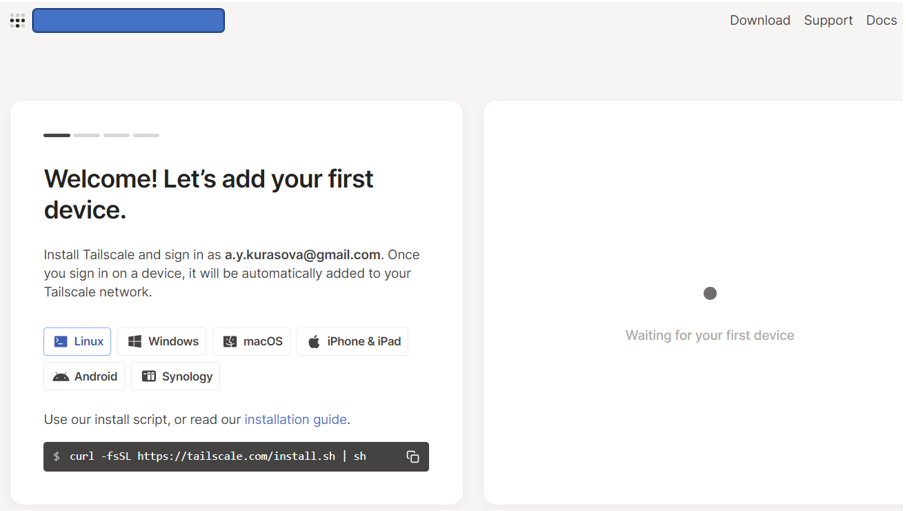 Download Support Docs
Welcome! Let’s add your first
device.
Install Tailscale and sign in as a.y.kurasova@gmail.com. Once
you sign in on a device, it will be automatically added to your
Tailscale network.
Linux Windows macOS iPhone & iPad
Android Synology
Use our install script, or read our installation guide.
$ curl -fsSL https://tailscale.com/install.sh | sh
Waiting for your first device